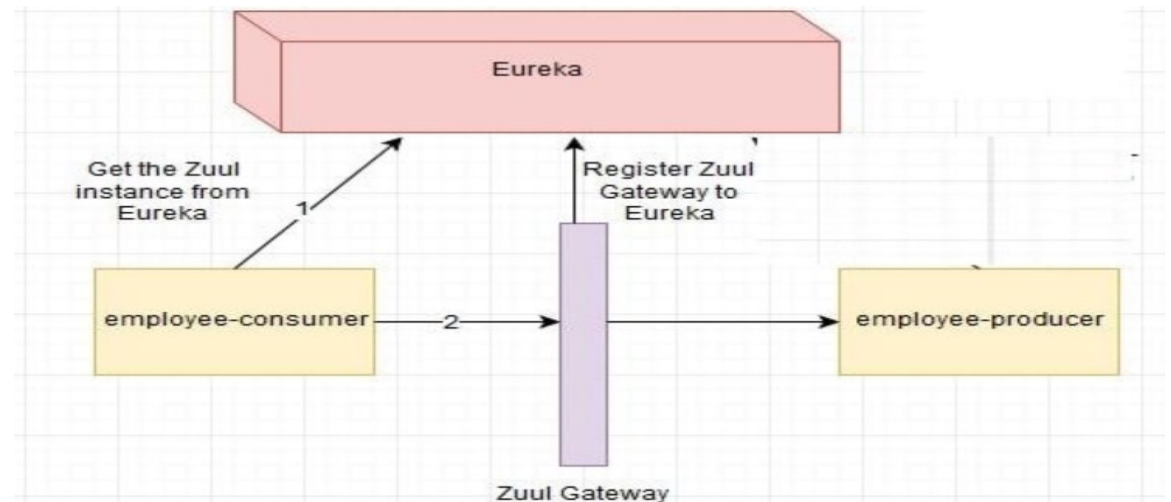 Eureka
Get the Zuul
instance from
Eureka
1
Register Zuul
Gateway to
Eureka
employee-consumer
2
employee-producer
Zuul Gateway